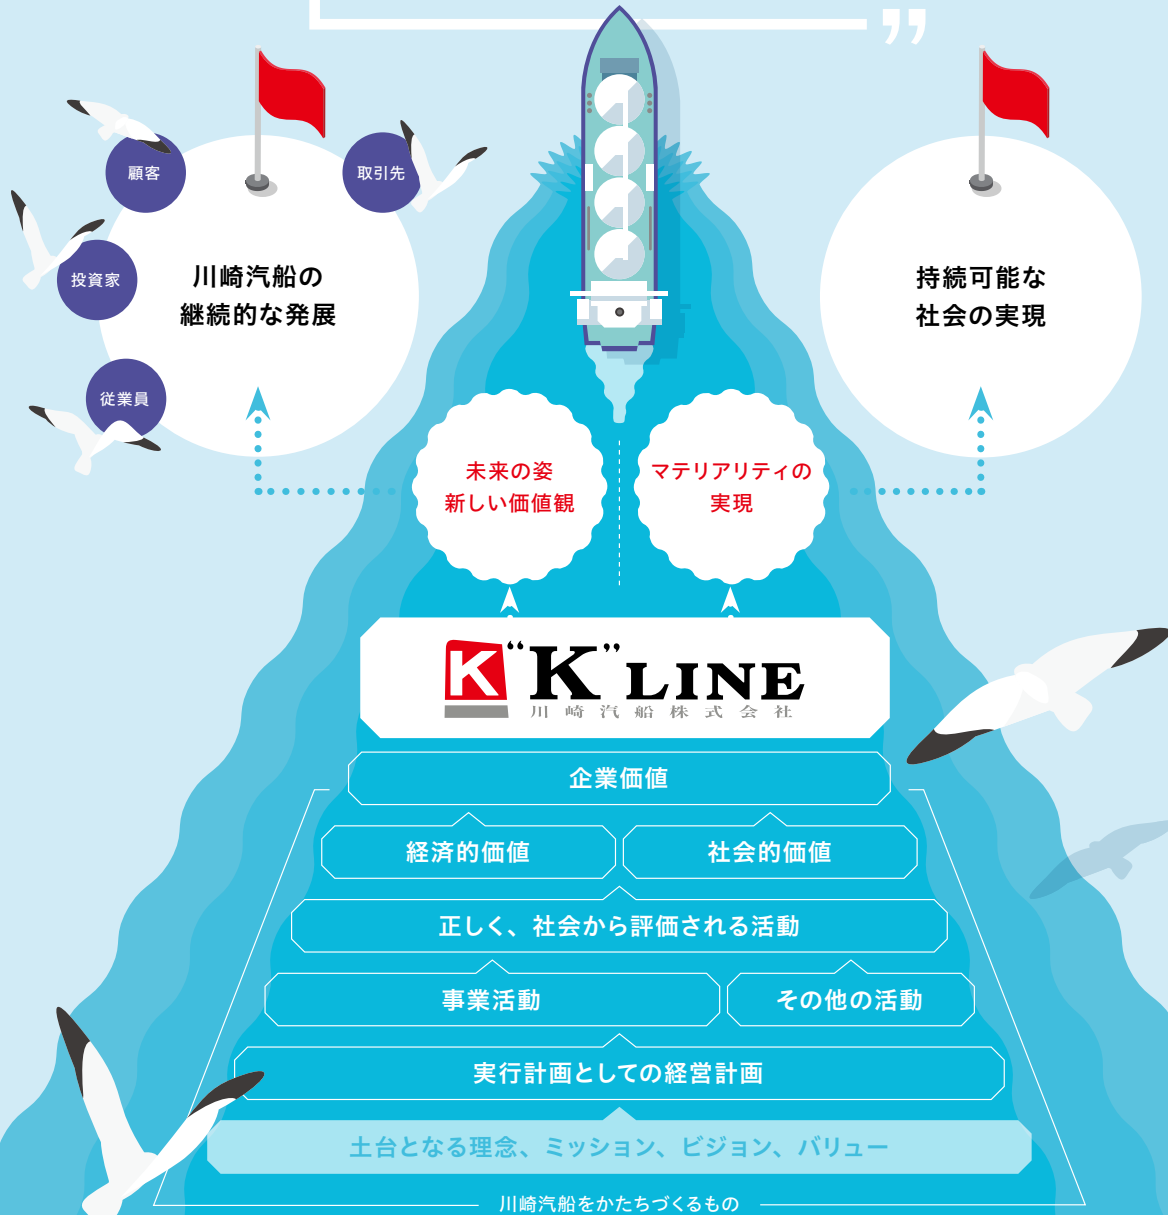 ”
顧客
取引先
投資家
従業員
川崎汽船の
継続的な発展
持続可能な
社会の実現
未来の姿
新しい価値観
マテリアリティの
実現
K “K” LINE
川崎汽船株式会社
企業価値
経済的価値
社会的価値
正しく、社会から評価される活動
事業活動
その他の活動
実行計画としての経営計画
土台となる理念、ミッション、ビジョン、バリュー
川崎汽船をかたちづくるもの